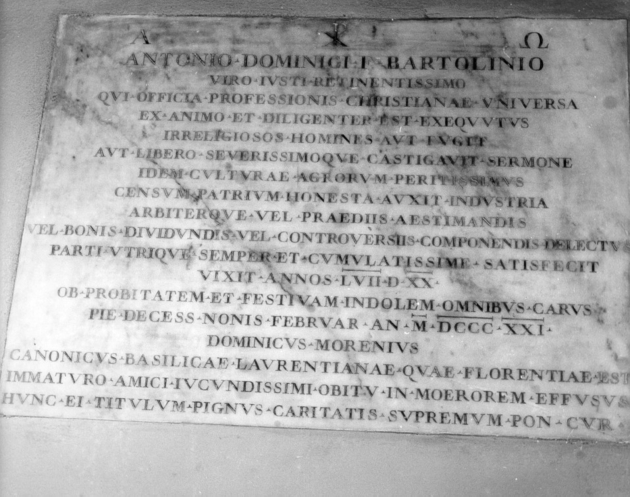 Α ☧ Ω
ANTONIO·DOMINICI·F·BARTOLINIO
VIRO·IVSTI·RETINENTISSIMO
QVI·OFFICIA·PROFESSIONIS·CHRISTIANAE·VNIVERSA
EX·ANIMO·ET·DILIGENTER·EST·EXEQVVTVS
IRRELIGIOSOS·HOMINES·AVT·FVGIT
AVT·LIBERO·SEVERISSIMOQVE·CASTIGAVIT·SERMONE
IDEM·CVLTVRAE·AGRORVM·PERITISSIMVS
CENSVM·PATRIVM·HONESTA·AVXIT·INDVSTRIA
ARBITERQVE·VEL·PRAEDIIS·AESTIMANDIS
VEL·BONIS·DIVIDVNDIS·VEL·CONTROVERSIIS·COMPONENDIS·DELECTVS
PARTI·VTRIQVE·SEMPER·ET·CVMVLATISSIME·SATISFECIT
VIXIT·ANNOS·LVII·D·XX·
OB·PROBITATEM·ET·FESTIVAM·INDOLEM·OMNIBVS·CARVS·
PIE·DECESS·NONIS·FEBRVAR·AN·M·DCCC·XXI·
DOMINICVS·MORENIVS
CANONICVS·BASILICAE·LAVRENTIANAE·QVAE·FLORENTIAE·EST
IMMATVRO·AMICI·IVCVNDISSIMI·OBITV·IN·MOEROREM·EFFVSVS
HVNC·EI·TITVLVM·PIGNVS·CARITATIS·SVPREMVM·PON·CVR·